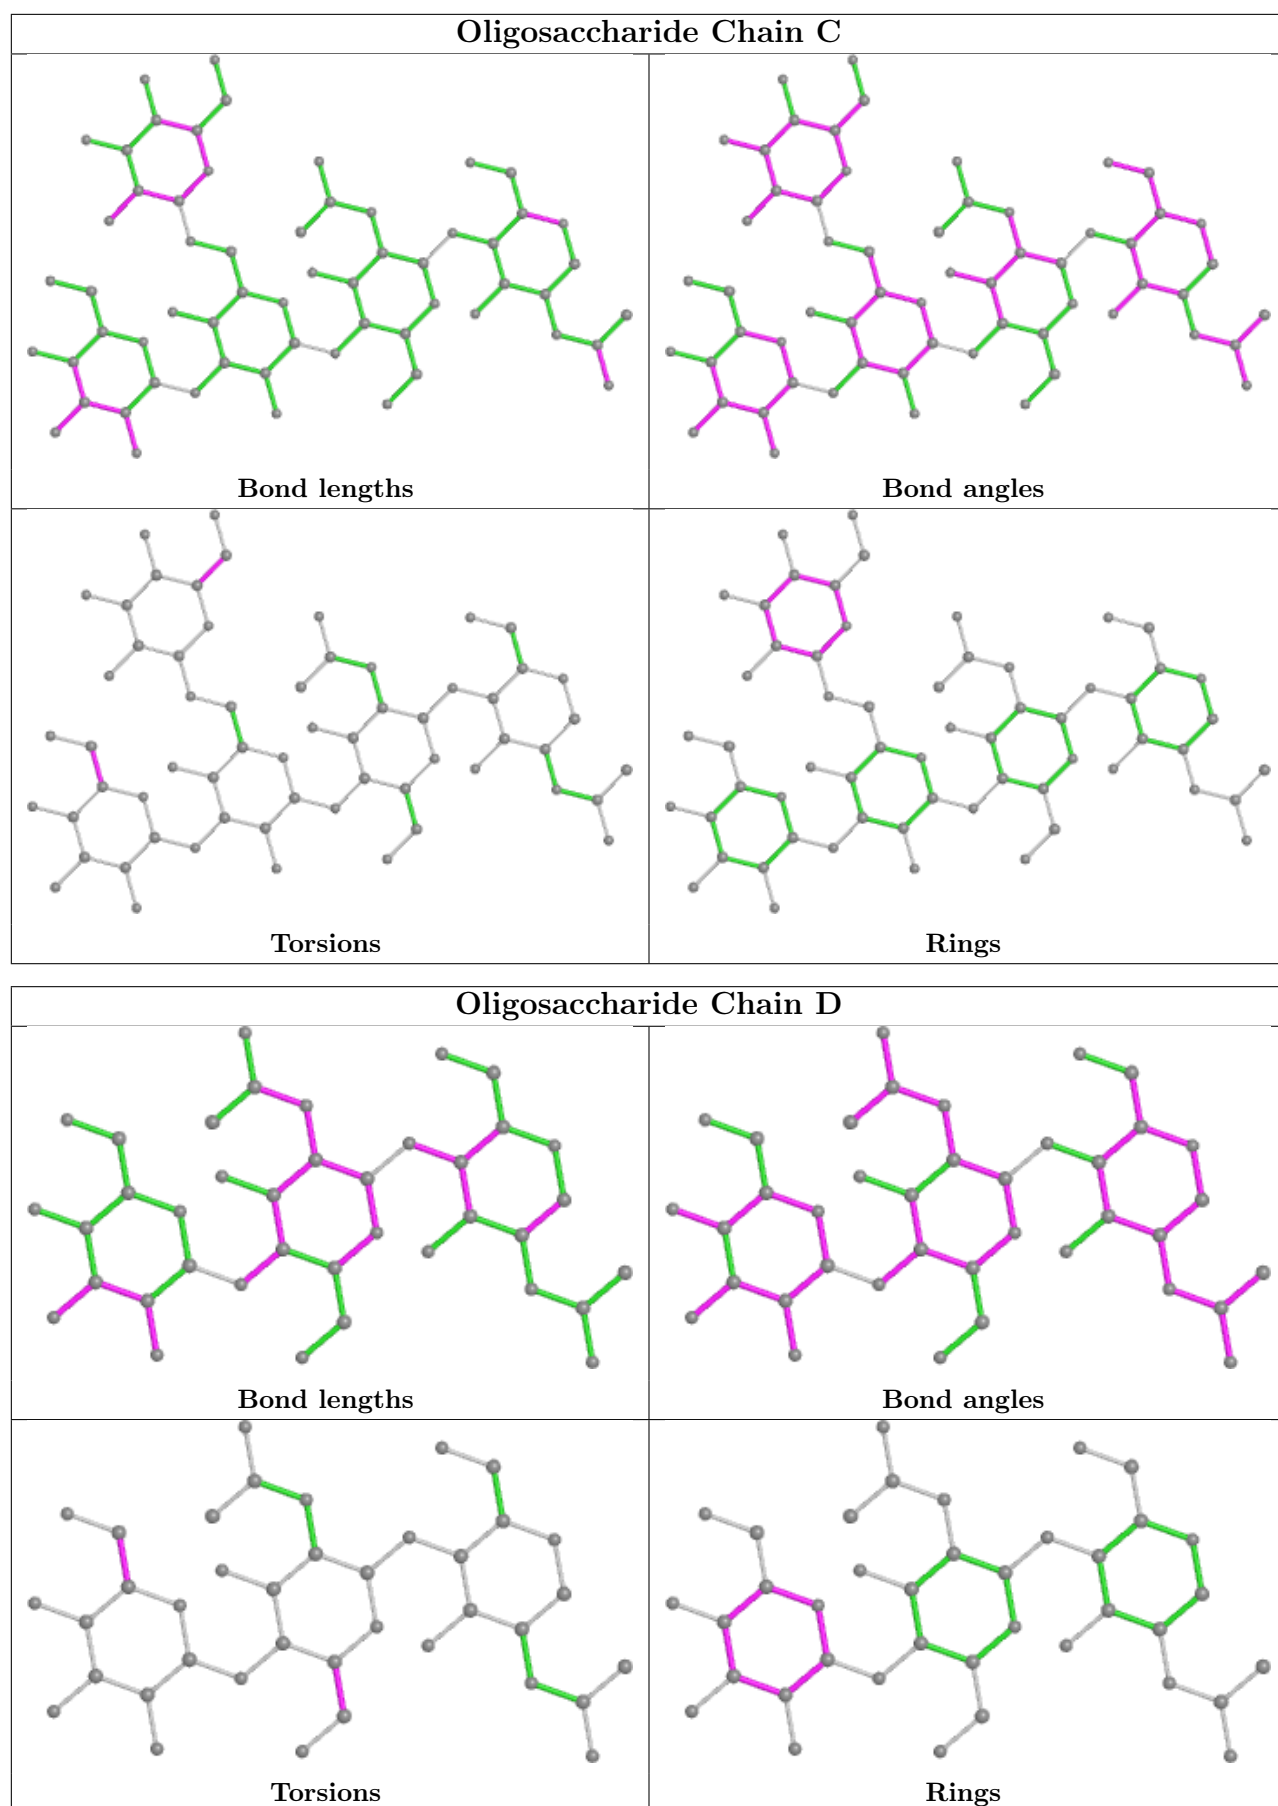 Oligosaccharide Chain C
Bond lengths
Bond angles
Torsions
Rings
Oligosaccharide Chain D
Bond lengths
Bond angles
Torsions
Rings